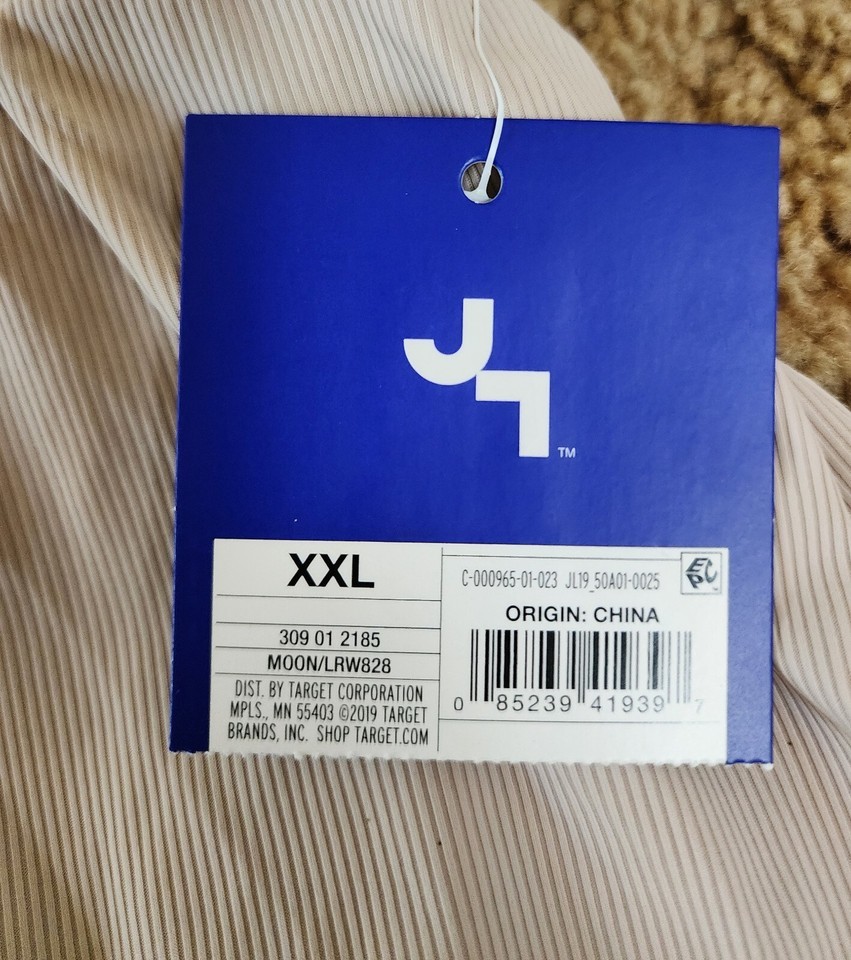 J
L
TM
XXL
309 01 2185
MOON/LRW828
DIST. BY TARGET CORPORATION
MPLS., MN 55403 ©2019 TARGET
BRANDS, INC. SHOP TARGET.COM
C-000965-01-023 JL19_50A01-0025
EPC
ORIGIN: CHINA
0 85239 41939 7